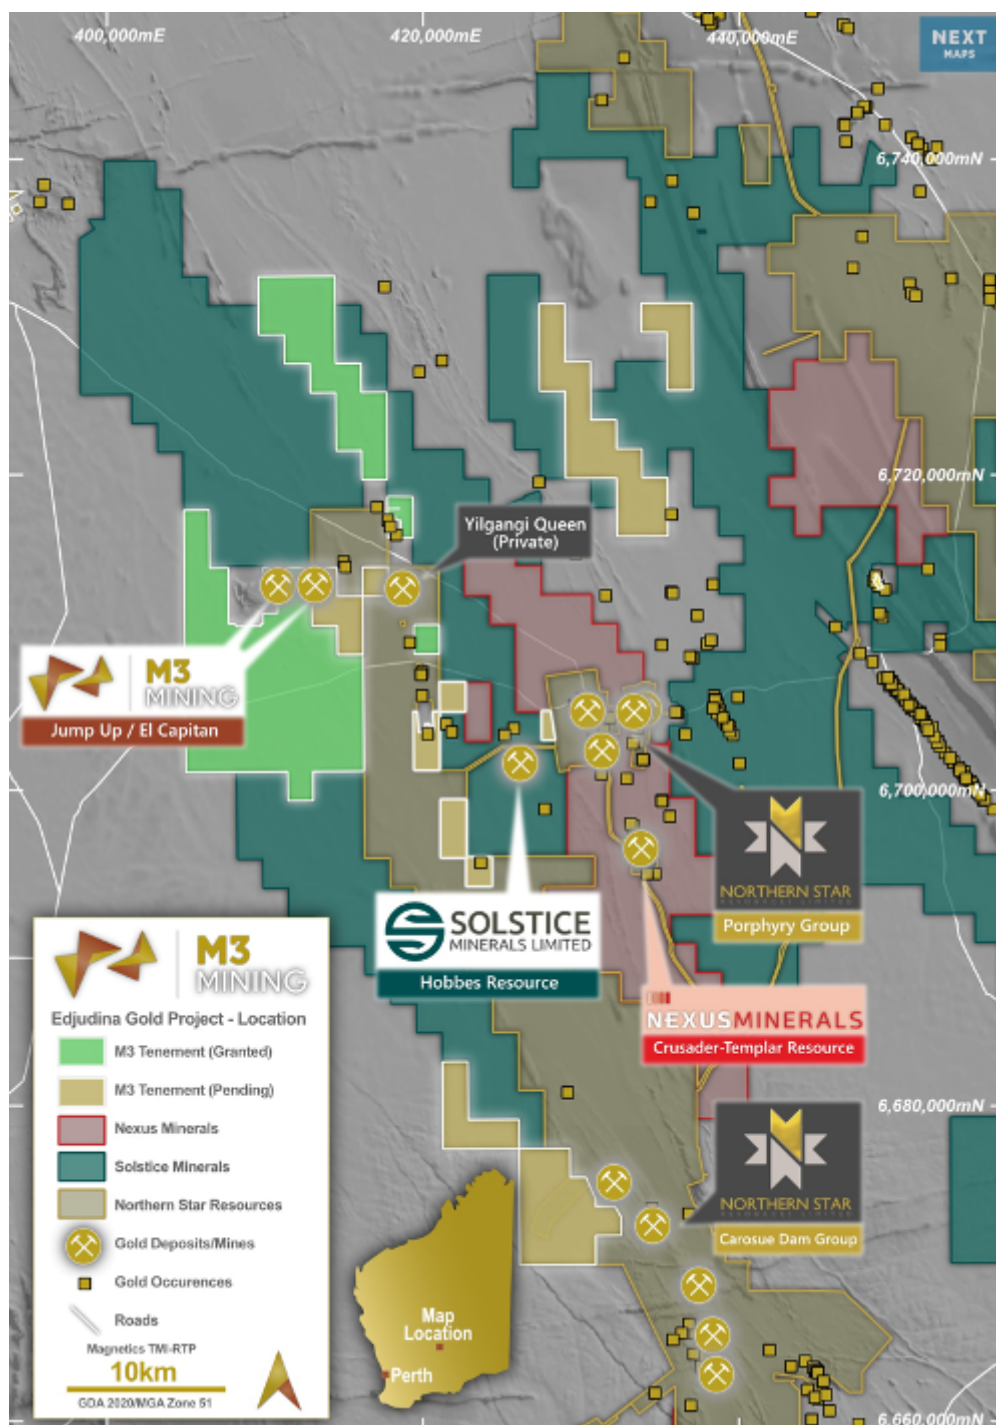 400,000mE
420,000mE
440,000mE
NEXT
MAPS
6,740,000mN
6,720,000mN
Yilgangi Queen
(Private)
M3
MINING
Jump Up / El Capitan
6,700,000mN
NORTHERN STAR
RESOURCES LIMITED
Porphyry Group
SOLSTICE
MINERALS LIMITED
Hobbes Resource
NEXUSMINERALS
Crusader-Templar Resource
6,680,000mN
NORTHERN STAR
RESOURCES LIMITED
Carosue Dam Group
M3
MINING
Edjudina Gold Project - Location
M3 Tenement (Granted)
M3 Tenement (Pending)
Nexus Minerals
Solstice Minerals
Northern Star Resources
Gold Deposits/Mines
Gold Occurences
Roads
Magnetics TMI-RTP
10km
GDA 2020/MGA Zone 51
Map
Location
Perth
6,660,000mN